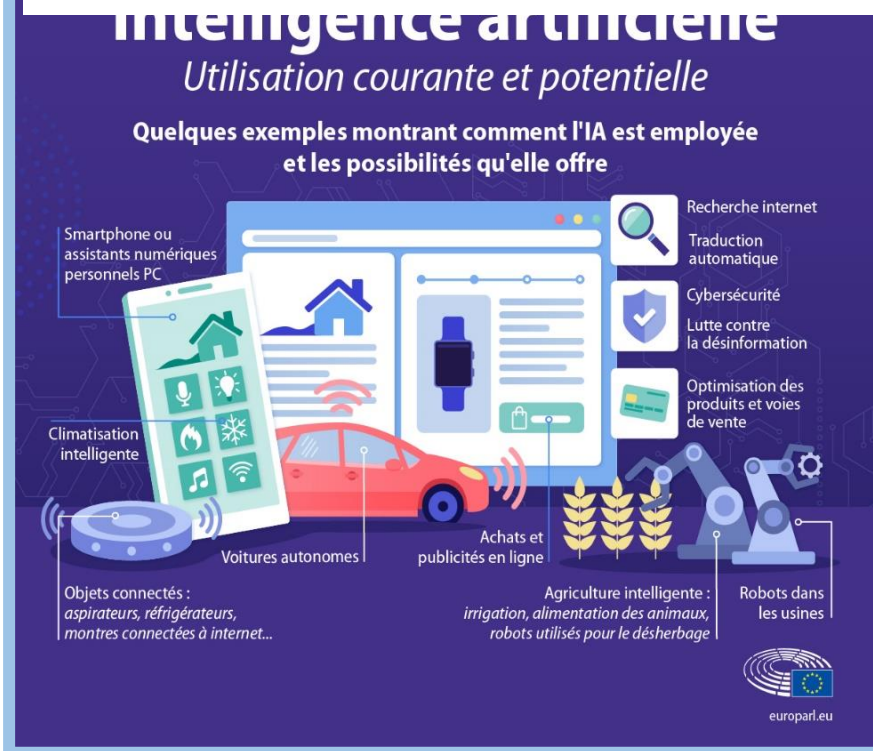 Intelligence artificielle
Utilisation courante et potentielle
Quelques exemples montrant comment l'IA est employée
et les possibilités qu'elle offre
Smartphone ou
assistants numériques
personnels PC
Recherche internet
Traduction
automatique
Cybersécurité
Lutte contre
la désinformation
Optimisation des
produits et voies
de vente
Climatisation
intelligente
Voitures autonomes
Achats et
publicités en ligne
Objets connectés :
aspirateurs, réfrigérateurs,
montres connectées à internet...
Agriculture intelligente :
irrigation, alimentation des animaux,
robots utilisés pour le désherbage
Robots dans
les usines
europarl.eu